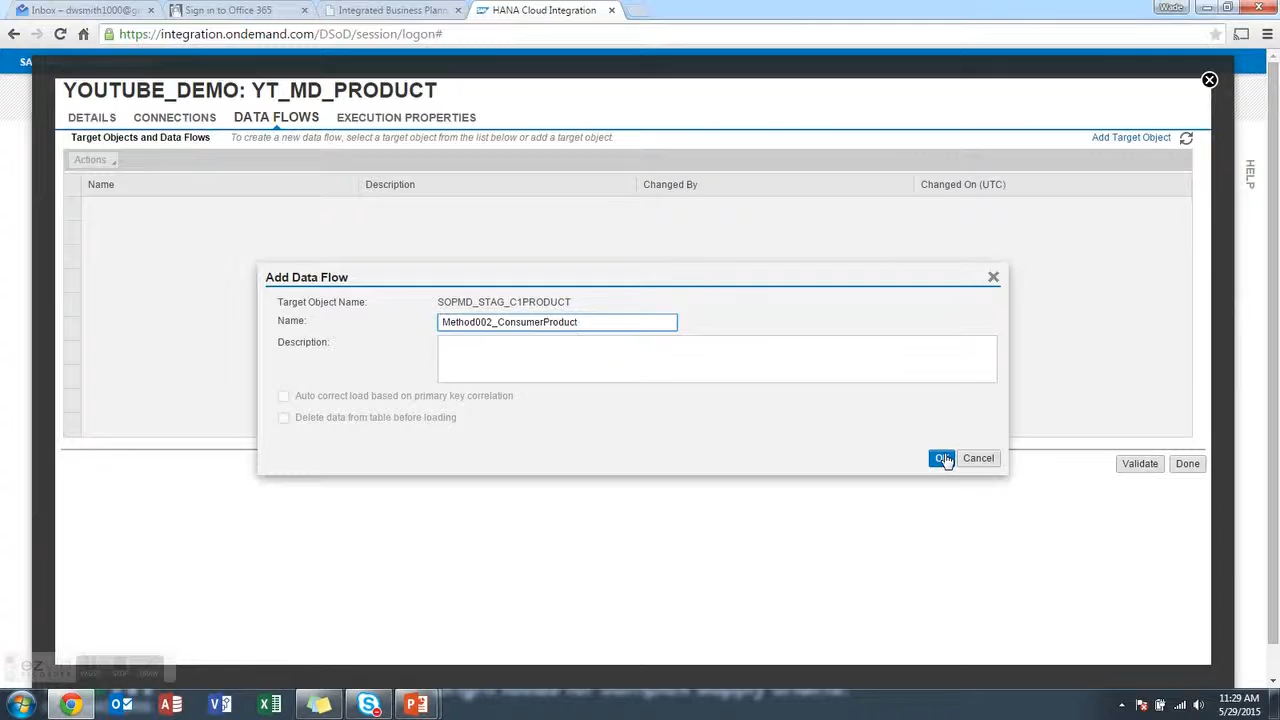 Inbox – dwsmith1000@g
Sign in to Office 365
Integrated Business Plann
HANA Cloud Integration
Wade
https://integration.ondemand.com/DSoD/session/logon#
SA
YOUTUBE_DEMO: YT_MD_PRODUCT
DETAILS
CONNECTIONS
DATA FLOWS
EXECUTION PROPERTIES
Target Objects and Data Flows
To create a new data flow, select a target object from the list below or add a target object.
Add Target Object
Actions
HELP
Name
Description
Changed By
Changed On (UTC)
Add Data Flow
Target Object Name:
SOPMD_STAG_C1PRODUCT
Name:
Method002_ConsumerProduct
Description:
Auto correct load based on primary key correlation
Delete data from table before loading
Cancel
Validate
Done
ez
PAUSE
STOP
DRAW
11:29 AM
5/29/2015